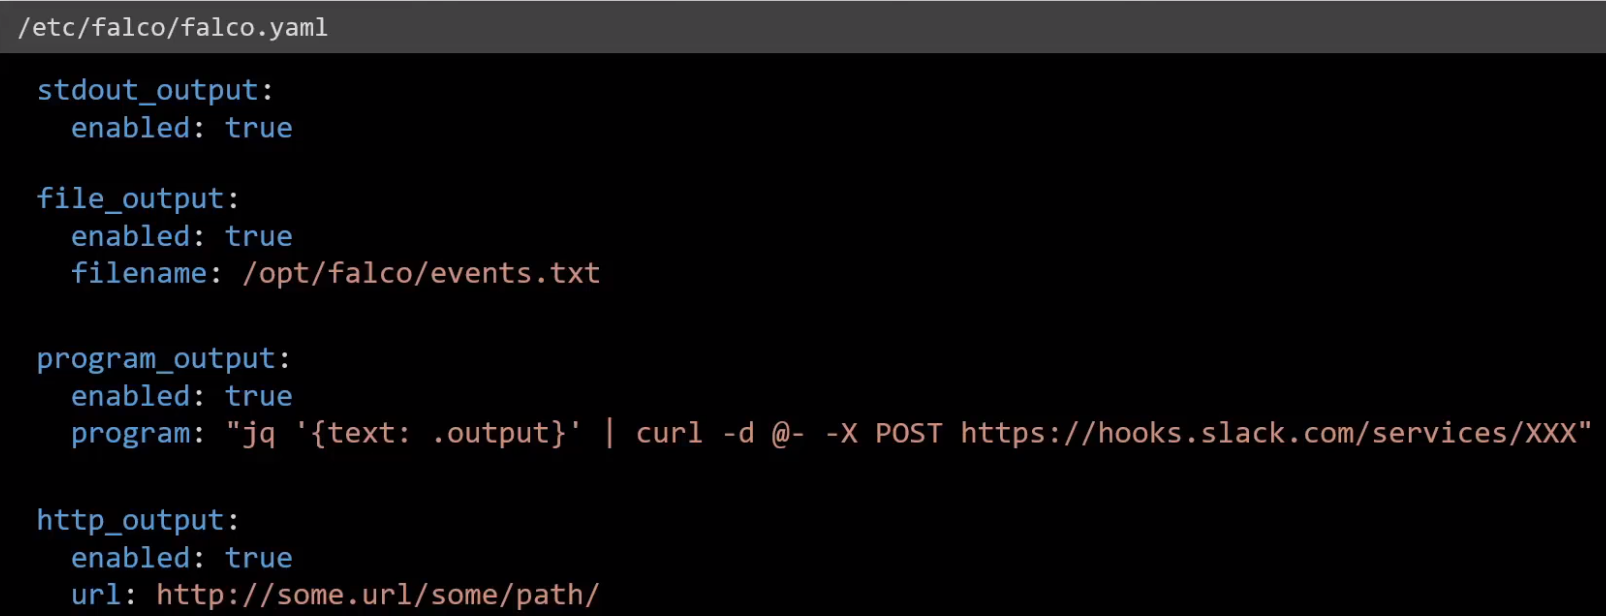 /etc/falco/falco.yaml
stdout_output:
  enabled: true
file_output:
  enabled: true
  filename: /opt/falco/events.txt
program_output:
  enabled: true
  program: "jq '{text: .output}' | curl -d @- -X POST https://hooks.slack.com/services/XXX"
http_output:
  enabled: true
  url: http://some.url/some/path/